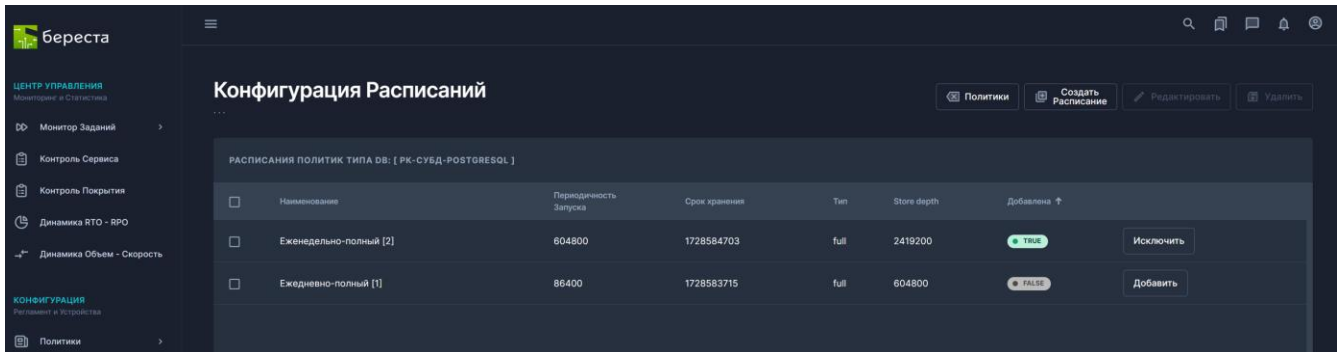 береста
ЦЕНТР УПРАВЛЕНИЯ
Мониторинг и Статистика
Монитор Заданий
Контроль Сервиса
Контроль Покрытия
Динамика RTO - RPO
Динамика Объем - Скорость
КОНФИГУРАЦИЯ
Регламент и Устройства
Политики
Конфигурация Расписаний
...
Политики
Создать
Расписание
Редактировать
Удалить
РАСПИСАНИЯ ПОЛИТИК ТИПА DB: [ РК-СУБД-POSTGRESQL ]
Наименование Периодичность Запуска Срок хранения Тип Store depth Добавлена ↑
Еженедельно-полный [2] 604800 1728584703 full 2419200 TRUE Исключить
Ежедневно-полный [1] 86400 1728583715 full 604800 FALSE Добавить